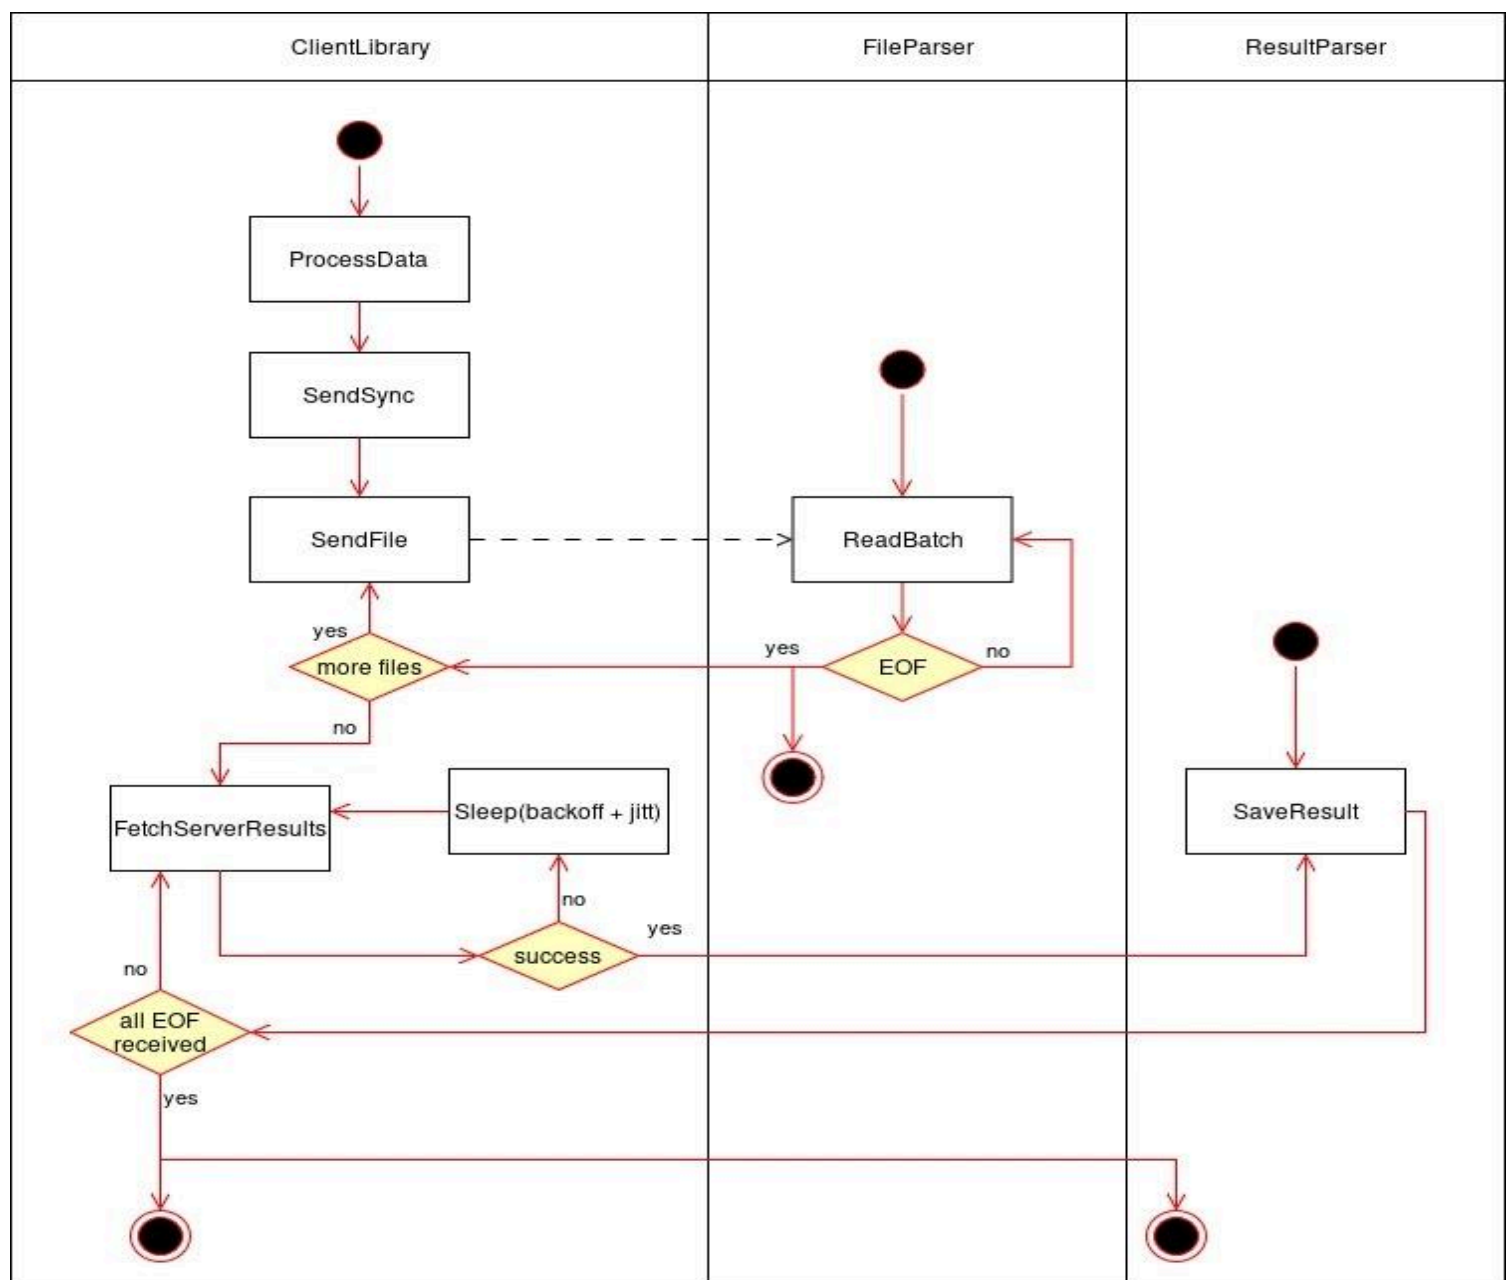 ClientLibrary
FileParser
ResultParser
ProcessData
SendSync
SendFile
ReadBatch
yes
more files
yes
EOF
no
no
FetchServerResults
Sleep(backoff + jitt)
SaveResult
no
yes
success
no
all EOF
received
yes